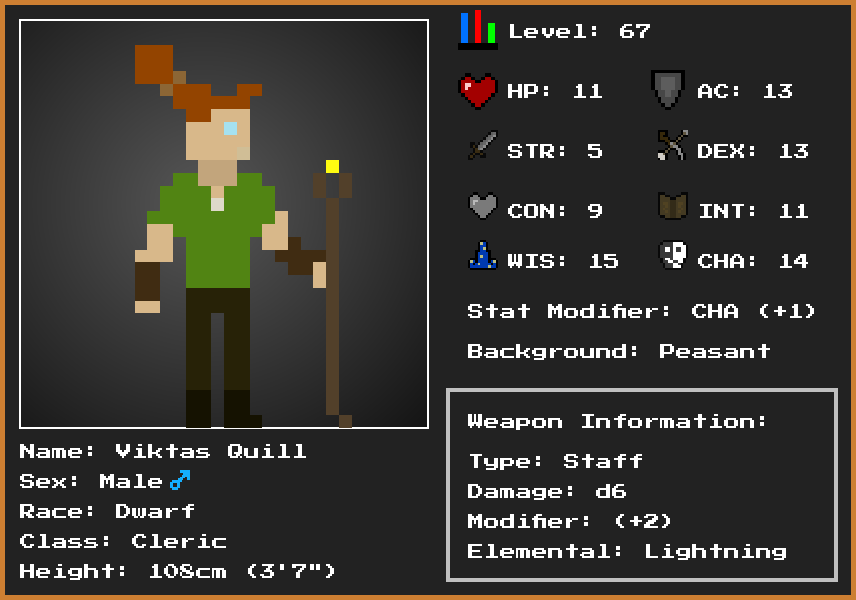 Level: 67
HP: 11
AC: 13
STR: 5
DEX: 13
CON: 9
INT: 11
WIS: 15
CHA: 14
Stat Modifier: CHA (+1)
Background: Peasant
Weapon Information:
Type: Staff
Damage: d6
Modifier: (+2)
Elemental: Lightning
Name: Viktas Quill
Sex: Male ♂
Race: Dwarf
Class: Cleric
Height: 108cm (3'7")